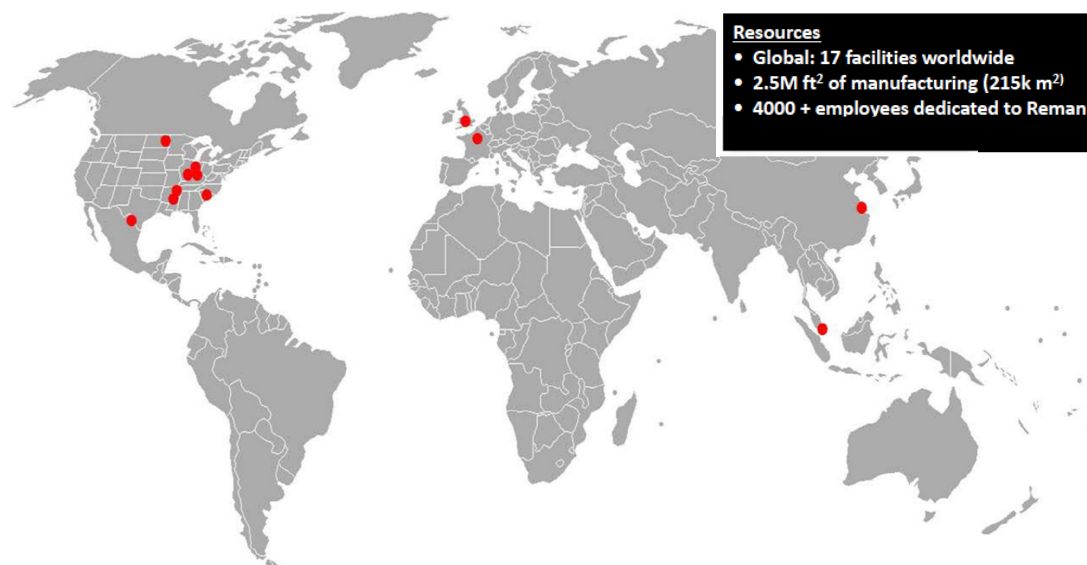 Resources
• Global: 17 facilities worldwide
• 2.5M ft² of manufacturing (215k m²)
• 4000 + employees dedicated to Reman